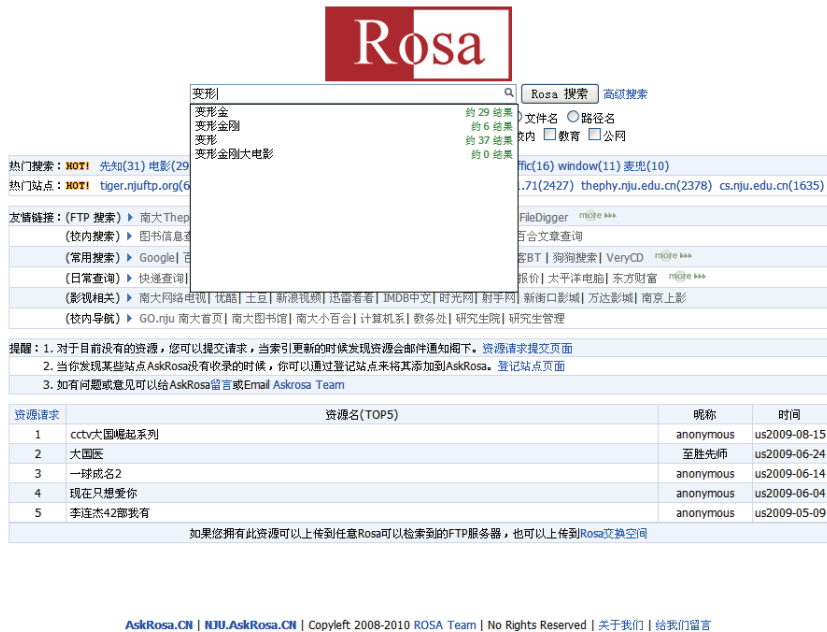 Rosa
变形 Rosa 搜索 高级搜索
变形金 约 29 结果
变形金刚 约 6 结果
变形 约 37 结果
变形金刚大电影 约 0 结果
文件名 路径名
校内 教育 公网
热门搜索：HOT! 先知(31) 电影(29 ffic(16) window(11) 麦兜(10)
热门站点：HOT! tiger.njuftp.org(6 .71(2427) thephy.nju.edu.cn(2378) cs.nju.edu.cn(1635)
友情链接：(FTP 搜索) 南大Thep FileDigger more
(校内搜索) 图书信息查 百合文章查询
(常用搜索) Google| 百 客BT | 狗狗搜索| VeryCD more
(日常查询) 快递查询| 报价| 太平洋电脑| 东方财富 more
(影视相关) 南大网络电视| 优酷| 土豆| 新浪视频| 迅雷看看| IMDB中文| 时光网| 射手网| 新街口影城| 万达影城| 南京上影
(校内导航) GO.nju 南大首页| 南大图书馆| 南大小百合| 计算机系| 教务处| 研究生院| 研究生管理
提醒：1. 对于目前没有的资源，您可以提交请求，当索引更新的时候发现资源会邮件通知阁下。资源请求提交页面
2. 当你发现某些站点AskRosa没有收录的时候，你可以通过登记站点来将其添加到AskRosa。登记站点页面
3. 如有问题或意见可以给AskRosa留言或Email Askrosa Team
资源请求 资源名(TOP5) 昵称 时间
1 cctv大国崛起系列 anonymous us2009-08-15
2 大国医 至胜先师 us2009-06-24
3 一球成名2 anonymous us2009-06-14
4 现在只想爱你 anonymous us2009-06-04
5 李连杰42部我有 anonymous us2009-05-09
如果您拥有此资源可以上传到任意Rosa可以检索到的FTP服务器，也可以上传到Rosa交换空间
AskRosa.CN | NJU.AskRosa.CN | Copyleft 2008-2010 ROSA Team | No Rights Reserved | 关于我们 | 给我们留言